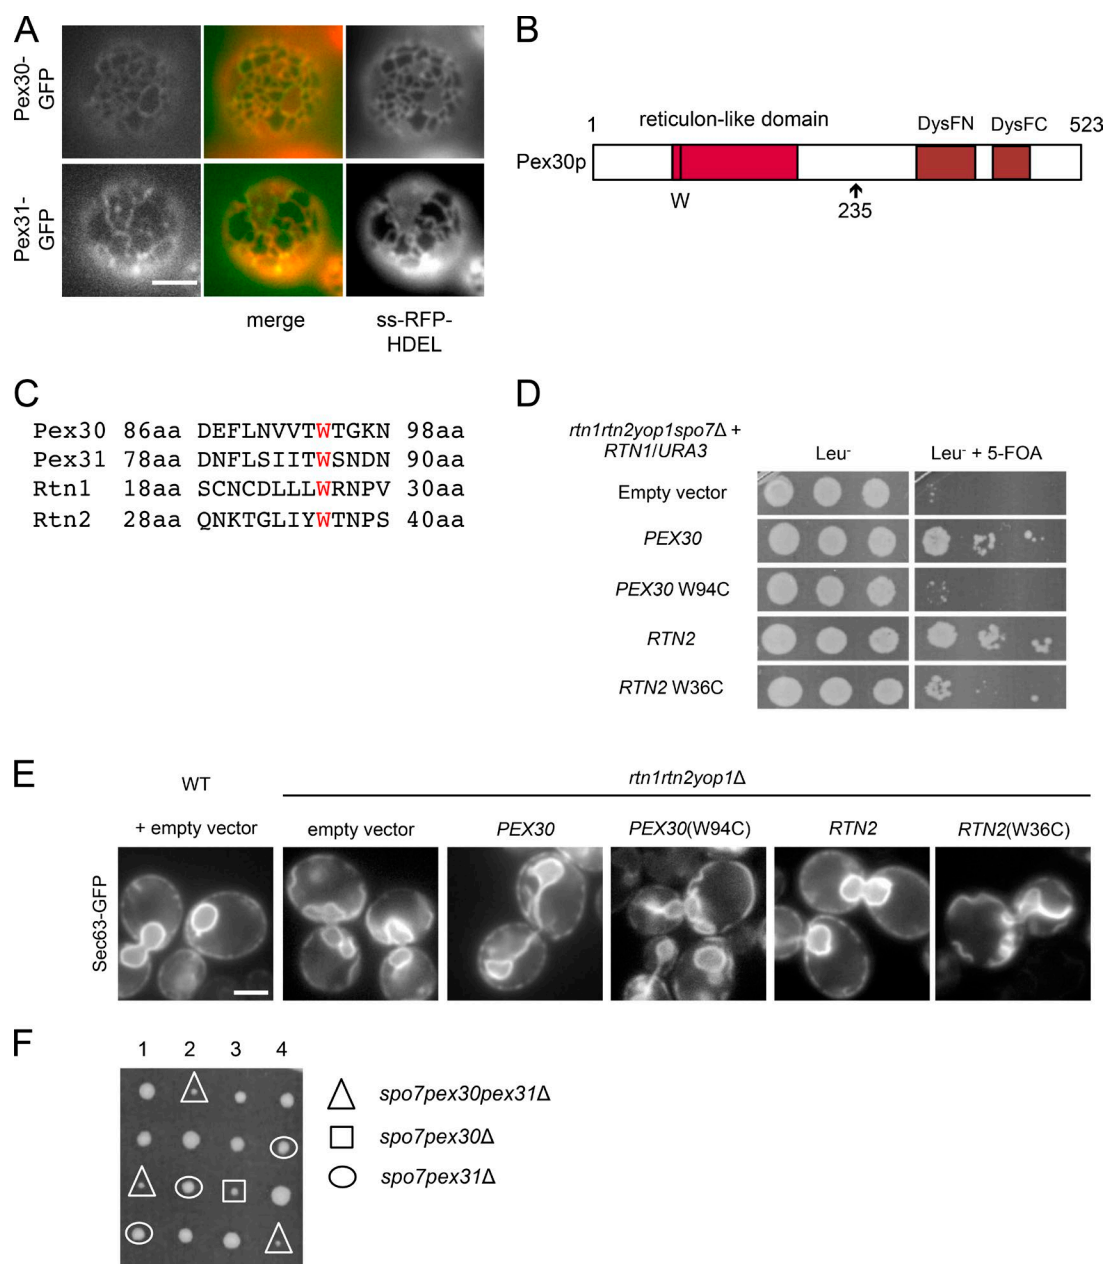 A
Pex30-
GFP
Pex31-
GFP
merge
ss-RFP-
HDEL
B
1
reticulon-like domain
DysFN
DysFC
523
Pex30p
W
235
C
Pex30 86aa DEFLNVVTWTGKN 98aa
Pex31 78aa DNFLSIITWSNDN 90aa
Rtn1 18aa SCNCDLLLWRNPV 30aa
Rtn2 28aa QNKTGLIYWTNPS 40aa
D
rtn1rtn2yop1spo7Δ +
RTN1/URA3
Leu⁻
Leu⁻ + 5-FOA
Empty vector
PEX30
PEX30 W94C
RTN2
RTN2 W36C
E
WT
rtn1rtn2yop1Δ
+ empty vector
empty vector
PEX30
PEX30(W94C)
RTN2
RTN2(W36C)
Sec63-GFP
F
1 2 3 4
spo7pex30pex31Δ
spo7pex30Δ
spo7pex31Δ